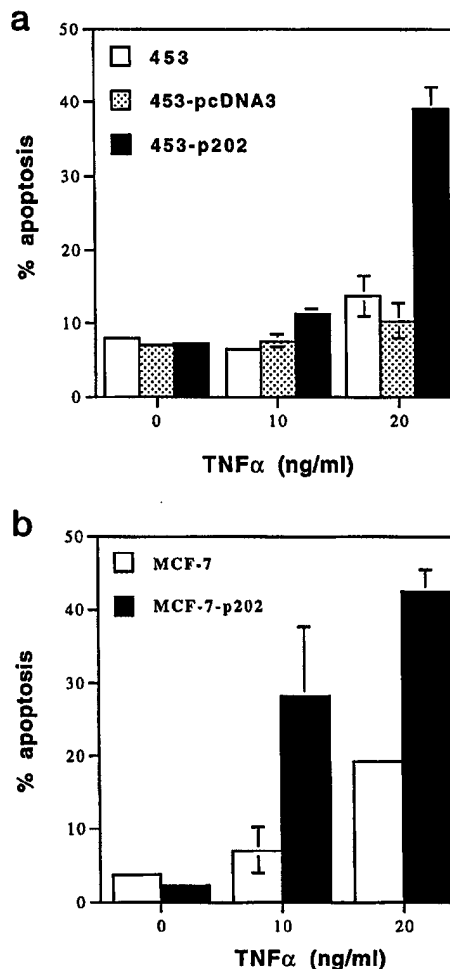 a
50
40
30
20
10
0
% apoptosis
453
453-pcDNA3
453-p202
0 10 20
TNFα (ng/ml)
b
50
40
30
20
10
0
% apoptosis
MCF-7
MCF-7-p202
0 10 20
TNFα (ng/ml)